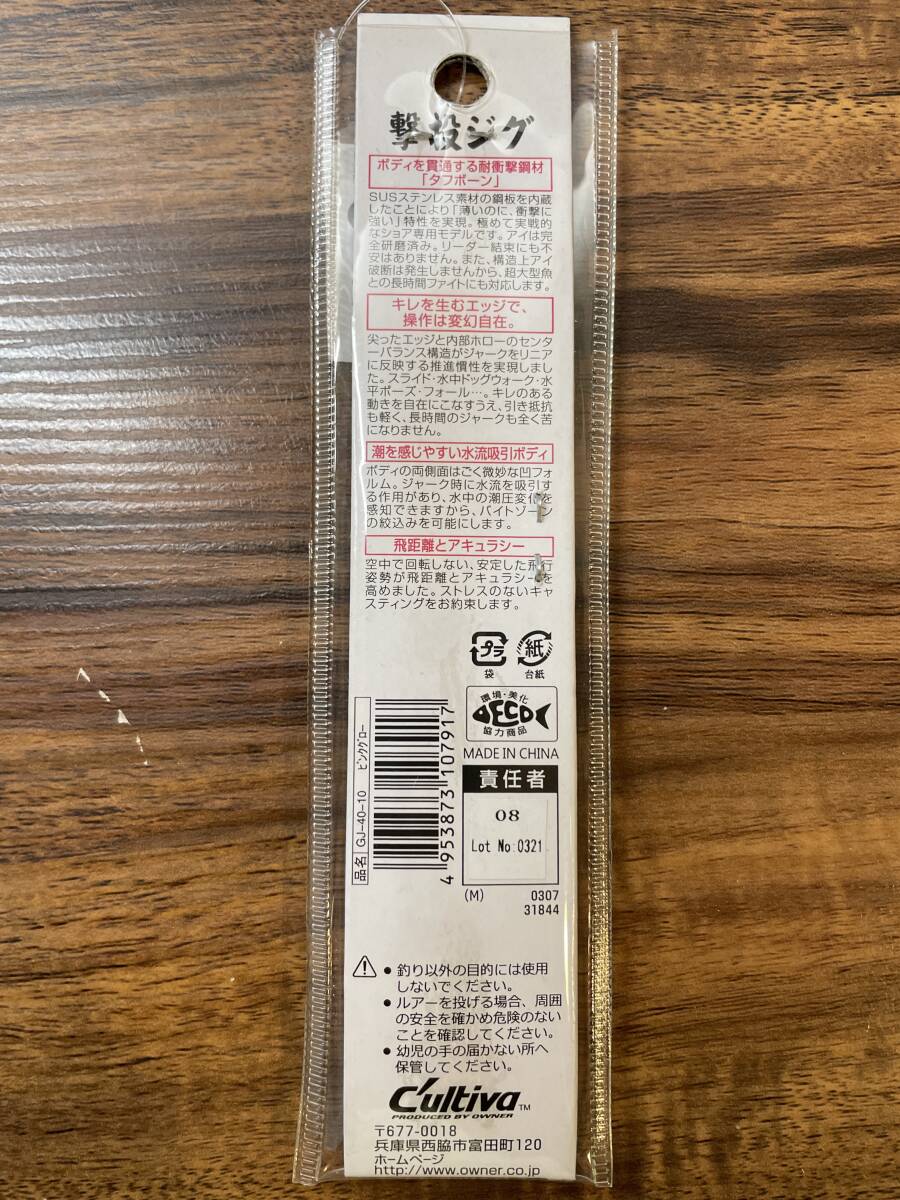 撃投ジグ
ボディを貫通する耐衝撃鋼材
「タフボーン」
SUSステンレス素材の鋼板を内蔵
したことにより「薄いのに、衝撃に
強い」特性を実現。極めて実戦的
なショア専用モデルです。アイは完
全研磨済み。リーダー結束にも不
安はありません。また、構造上アイ
破断は発生しませんから、超大型魚
との長時間ファイトにも対応します。
キレを生むエッジで、
操作は変幻自在。
尖ったエッジと内部ホローのセンタ
ーバランス構造がジャークをリニア
に反映する推進慣性を実現しまし
た。スライド・水中ドッグウォーク・水
平ポーズ・フォール…。キレのある
動きを自在にこなすうえ、引き抵抗
も軽く、長時間のジャークも全く苦
になりません。
潮を感じやすい水流吸引ボディ
ボディの両側面はごく微妙な凹フォ
ルム。ジャーク時に水流を吸引す
る作用があり、水中の潮圧変化を
感知できますから、バイトゾーン
の絞込みを可能にします。
飛距離とアキュラシー
空中で回転しない、安定した飛行
姿勢が飛距離とアキュラシーを
高めました。ストレスのないキャ
スティングをお約束します。
プラ 紙
袋 台紙
環境・美化
ECO
協力商品
MADE IN CHINA
責任者
08
Lot No:0321
(M) 0307
31844
品名 GJ-40-10 ピンクグロー
4 953873 107917
● 釣り以外の目的には使用
しないでください。
● ルアーを投げる場合、周囲
の安全を確かめ危険のない
ことを確認してください。
● 幼児の手の届かない所へ
保管してください。
C'ultiva TM
PRODUCED BY OWNER
〒677-0018
兵庫県西脇市富田町120
ホームページ
http://www.owner.co.jp